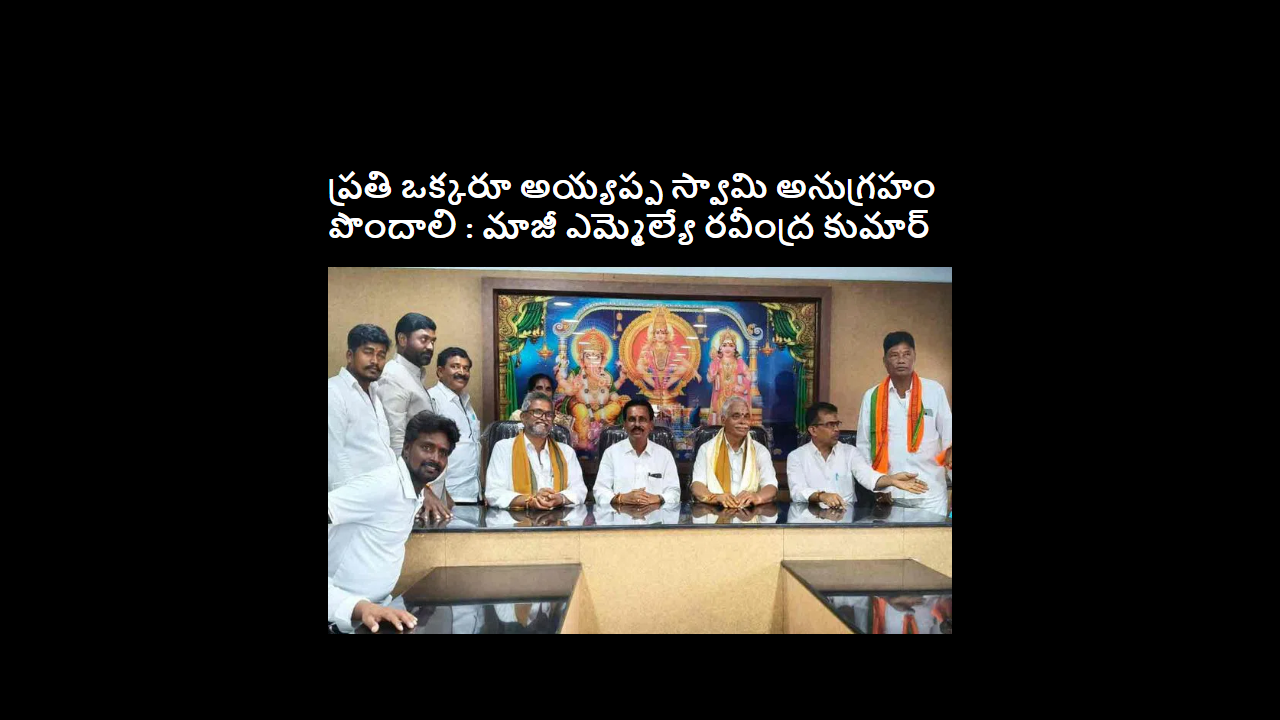 ప్రతి ఒక్కరూ అయ్యప్ప స్వామి అనుగ్రహం
పొందాలి : మాజీ ఎమ్మెల్యే రవీంద్ర కుమార్